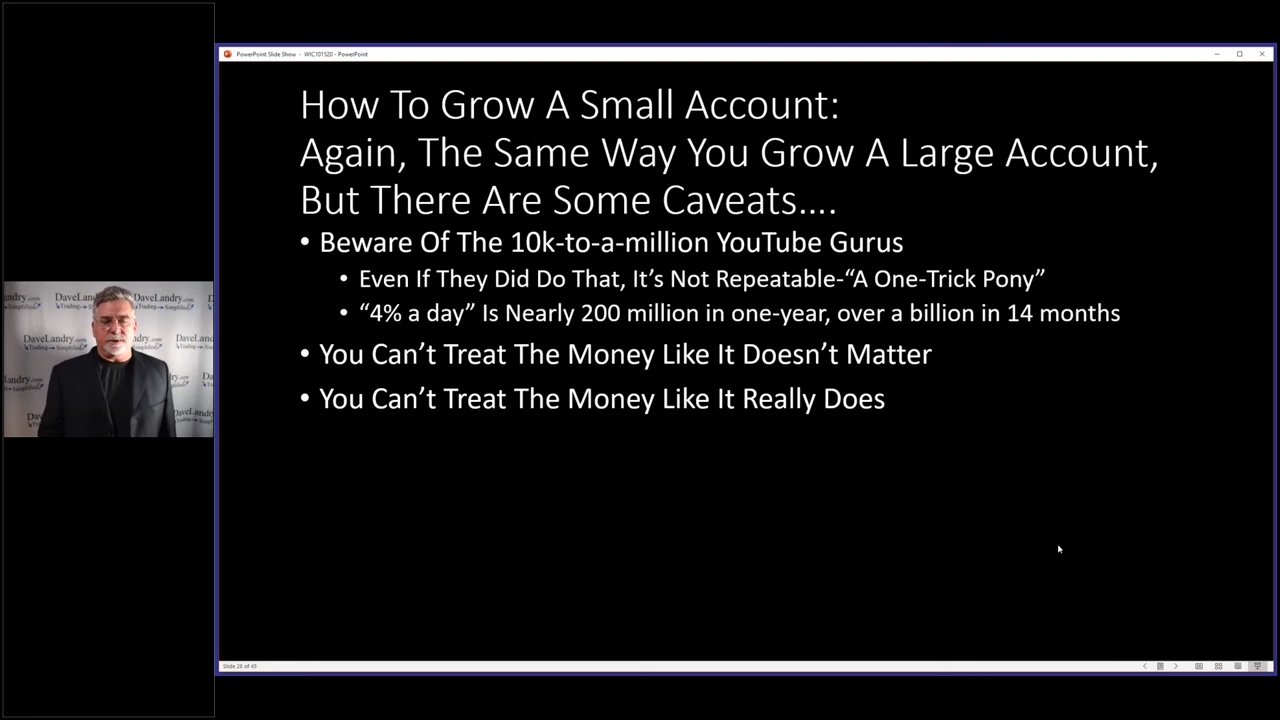 PowerPoint Slide Show - WIC101520 - PowerPoint
How To Grow A Small Account:
Again, The Same Way You Grow A Large Account,
But There Are Some Caveats....
• Beware Of The 10k-to-a-million YouTube Gurus
• Even If They Did Do That, It's Not Repeatable-“A One-Trick Pony”
• “4% a day” Is Nearly 200 million in one-year, over a billion in 14 months
• You Can't Treat The Money Like It Doesn't Matter
• You Can't Treat The Money Like It Really Does
DaveLandry.com
Trading Simplified
DaveLandry.com
Slide 28 of 45